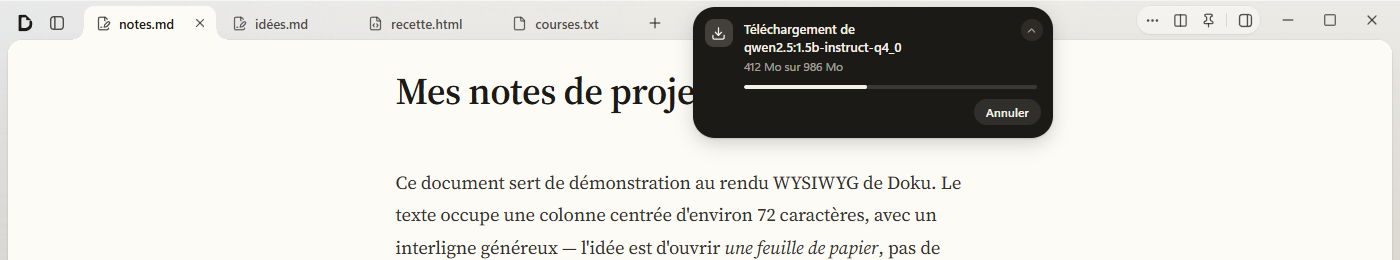 notes.md
idées.md
recette.html
courses.txt
Téléchargement de
qwen2.5:1.5b-instruct-q4_0
412 Mo sur 986 Mo
Annuler
Mes notes de proje
Ce document sert de démonstration au rendu WYSIWYG de Doku. Le
texte occupe une colonne centrée d'environ 72 caractères, avec un
interligne généreux — l'idée est d'ouvrir une feuille de papier, pas de